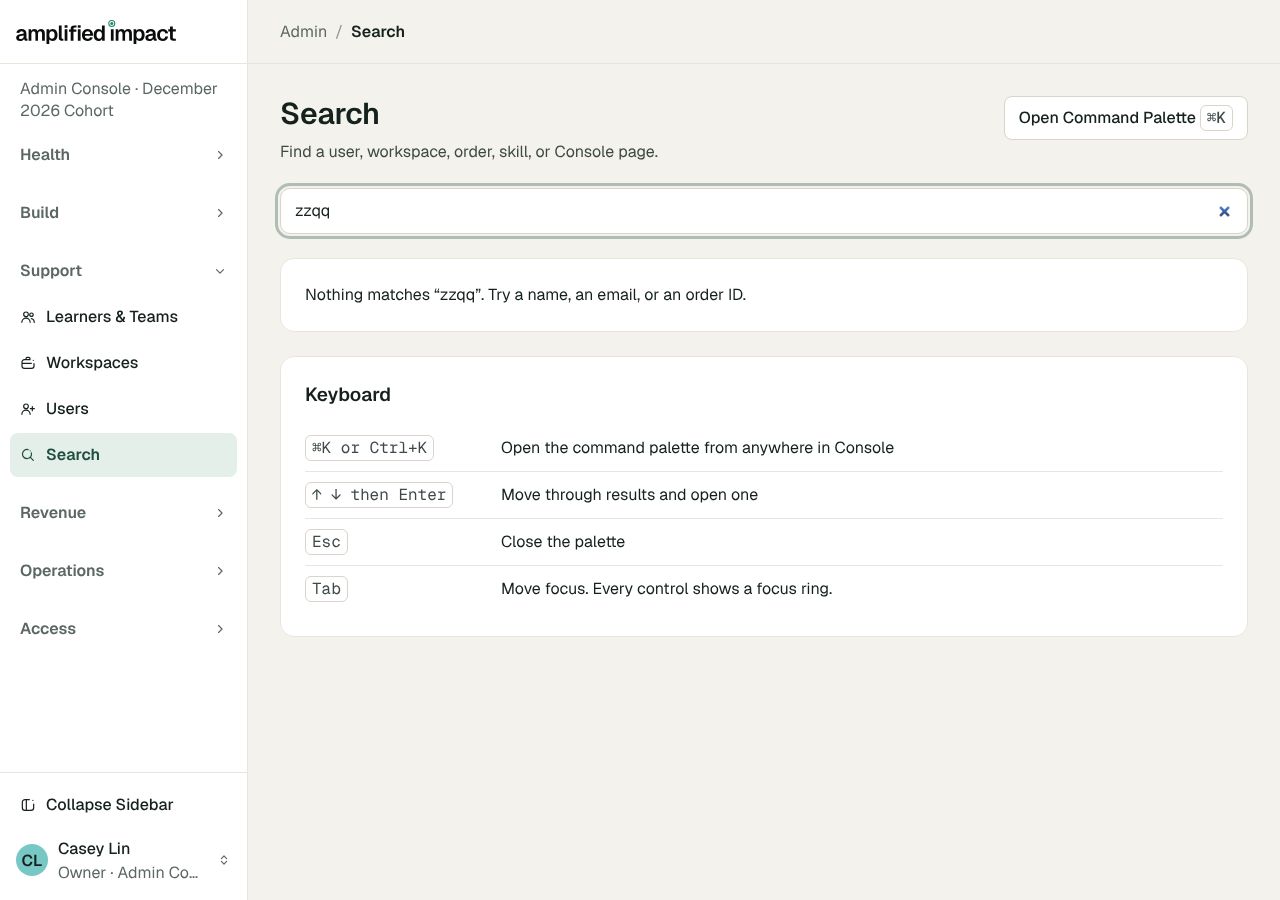 amplified impact
Admin / Search
Admin Console · December
2026 Cohort
Health
Build
Support
Learners & Teams
Workspaces
Users
Search
Revenue
Operations
Access
Collapse Sidebar
CL
Casey Lin
Owner · Admin Co...
Search
Find a user, workspace, order, skill, or Console page.
Open Command Palette ⌘K
zzqq
Nothing matches “zzqq”. Try a name, an email, or an order ID.
Keyboard
⌘K or Ctrl+K Open the command palette from anywhere in Console
↑ ↓ then Enter Move through results and open one
Esc Close the palette
Tab Move focus. Every control shows a focus ring.